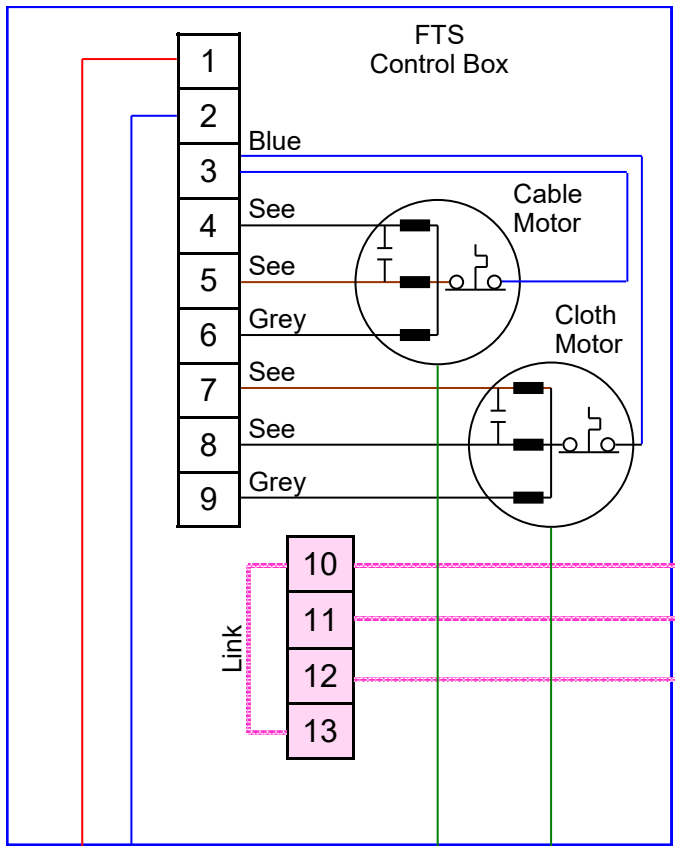 FTS
Control Box
1
2
Blue
3
Cable
Motor
See
4
See
5
Grey
6
Cloth
Motor
See
7
See
8
Grey
9
10
11
Link
12
13